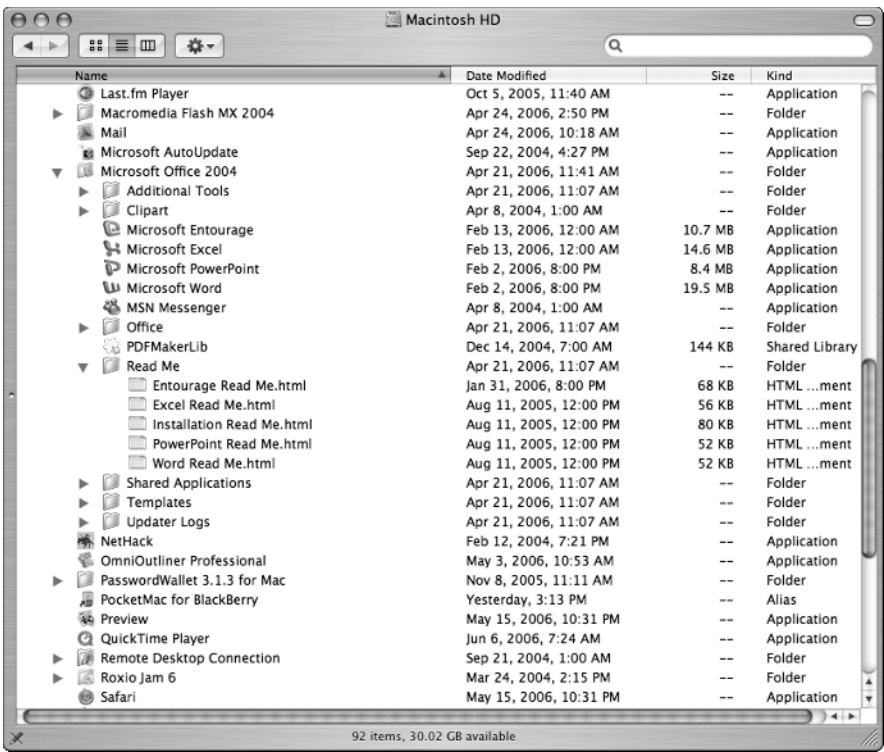 Macintosh HD
Name Date Modified Size Kind
Last.fm Player Oct 5, 2005, 11:40 AM -- Application
Macromedia Flash MX 2004 Apr 24, 2006, 2:50 PM -- Folder
Mail Apr 24, 2006, 10:18 AM -- Application
Microsoft AutoUpdate Sep 22, 2004, 4:27 PM -- Application
Microsoft Office 2004 Apr 21, 2006, 11:41 AM -- Folder
Additional Tools Apr 21, 2006, 11:07 AM -- Folder
Clipart Apr 8, 2004, 1:00 AM -- Folder
Microsoft Entourage Feb 13, 2006, 12:00 AM 10.7 MB Application
Microsoft Excel Feb 13, 2006, 12:00 AM 14.6 MB Application
Microsoft PowerPoint Feb 2, 2006, 8:00 PM 8.4 MB Application
Microsoft Word Feb 2, 2006, 8:00 PM 19.5 MB Application
MSN Messenger Apr 8, 2004, 1:00 AM -- Application
Office Apr 21, 2006, 11:07 AM -- Folder
PDFMakerLib Dec 14, 2004, 7:00 AM 144 KB Shared Library
Read Me Apr 21, 2006, 11:07 AM -- Folder
Entourage Read Me.html Jan 31, 2006, 8:00 PM 68 KB HTML ...ment
Excel Read Me.html Aug 11, 2005, 12:00 PM 56 KB HTML ...ment
Installation Read Me.html Aug 11, 2005, 12:00 PM 80 KB HTML ...ment
PowerPoint Read Me.html Aug 11, 2005, 12:00 PM 52 KB HTML ...ment
Word Read Me.html Aug 11, 2005, 12:00 PM 52 KB HTML ...ment
Shared Applications Apr 21, 2006, 11:07 AM -- Folder
Templates Apr 21, 2006, 11:07 AM -- Folder
Updater Logs Apr 21, 2006, 11:07 AM -- Folder
NetHack Feb 12, 2004, 7:21 PM -- Application
OmniOutliner Professional May 3, 2006, 10:53 AM -- Application
PasswordWallet 3.1.3 for Mac Nov 8, 2005, 11:11 AM -- Folder
PocketMac for BlackBerry Yesterday, 3:13 PM -- Alias
Preview May 15, 2006, 10:31 PM -- Application
QuickTime Player Jun 6, 2006, 7:24 AM -- Application
Remote Desktop Connection Sep 21, 2004, 1:00 AM -- Folder
Roxio Jam 6 Mar 24, 2004, 2:15 PM -- Folder
Safari May 15, 2006, 10:31 PM -- Application
92 items, 30.02 GB available